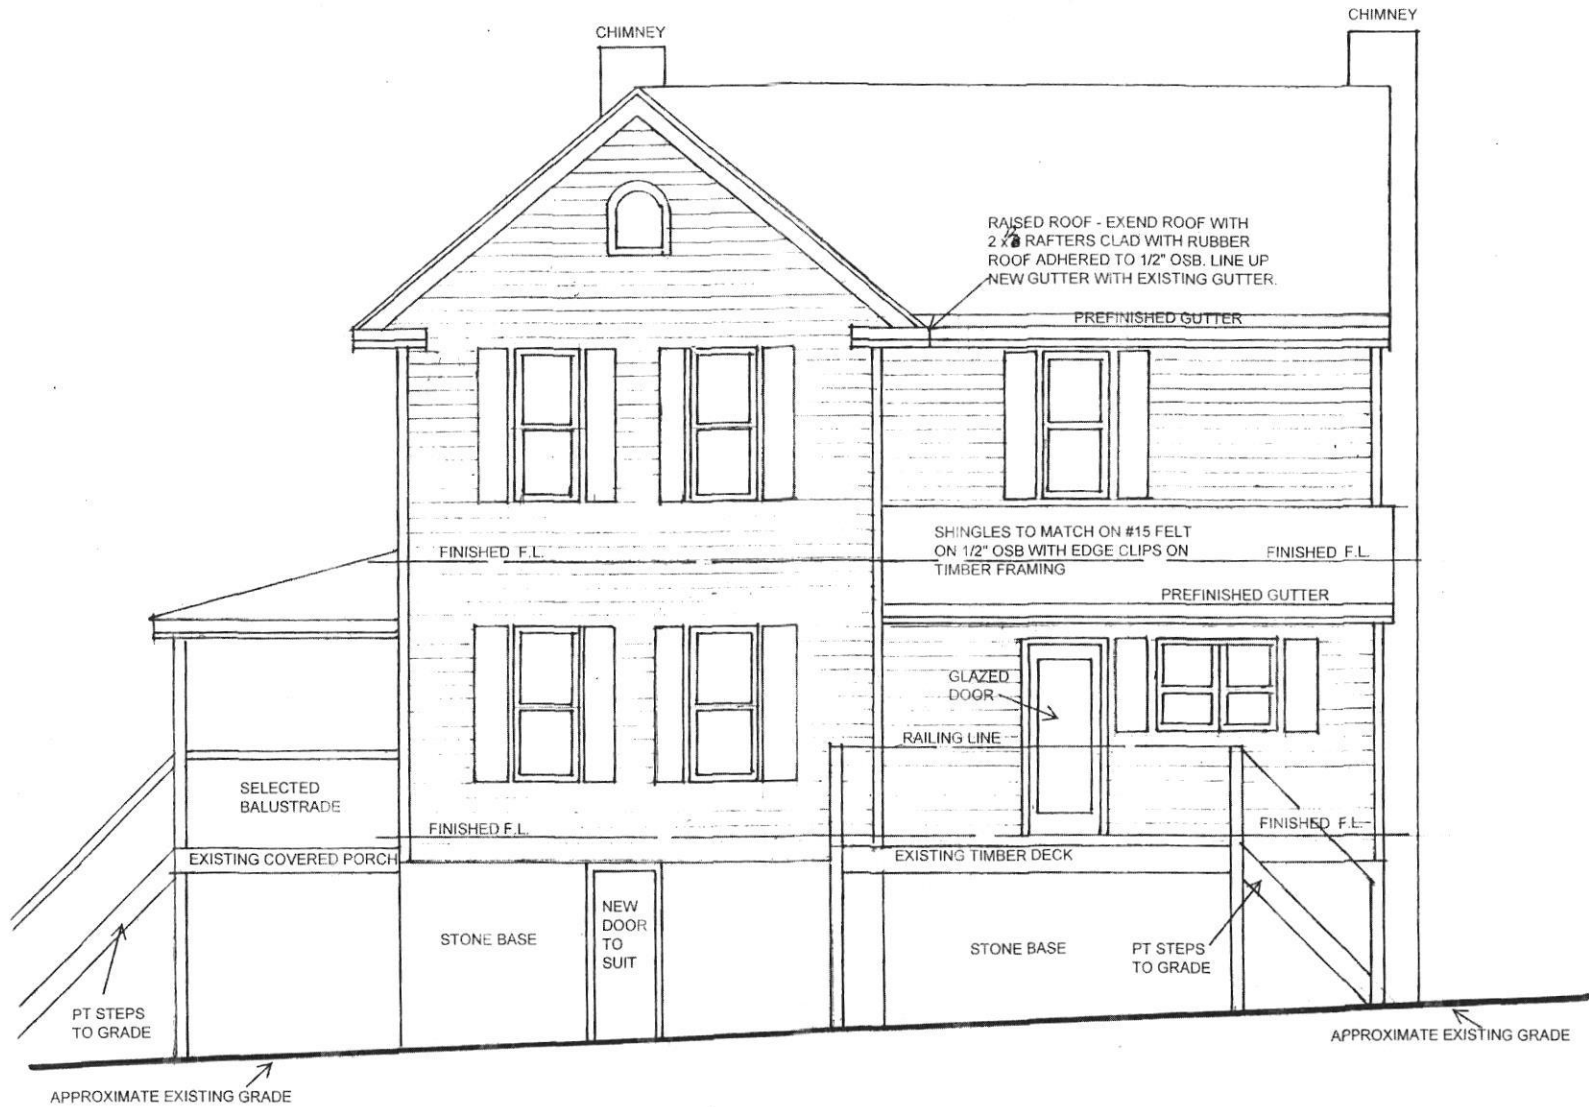 CHIMNEY
CHIMNEY
RAISED ROOF - EXEND ROOF WITH
2 x 12 RAFTERS CLAD WITH RUBBER
ROOF ADHERED TO 1/2" OSB. LINE UP
NEW GUTTER WITH EXISTING GUTTER.
PREFINISHED GUTTER
SHINGLES TO MATCH ON #15 FELT
ON 1/2" OSB WITH EDGE CLIPS ON
TIMBER FRAMING
FINISHED F.L.
FINISHED F.L.
PREFINISHED GUTTER
GLAZED
DOOR
RAILING LINE
SELECTED
BALUSTRADE
FINISHED F.L.
FINISHED F.L.
EXISTING COVERED PORCH
EXISTING TIMBER DECK
NEW
DOOR
TO
SUIT
STONE BASE
STONE BASE
PT STEPS
TO GRADE
PT STEPS
TO GRADE
APPROXIMATE EXISTING GRADE
APPROXIMATE EXISTING GRADE